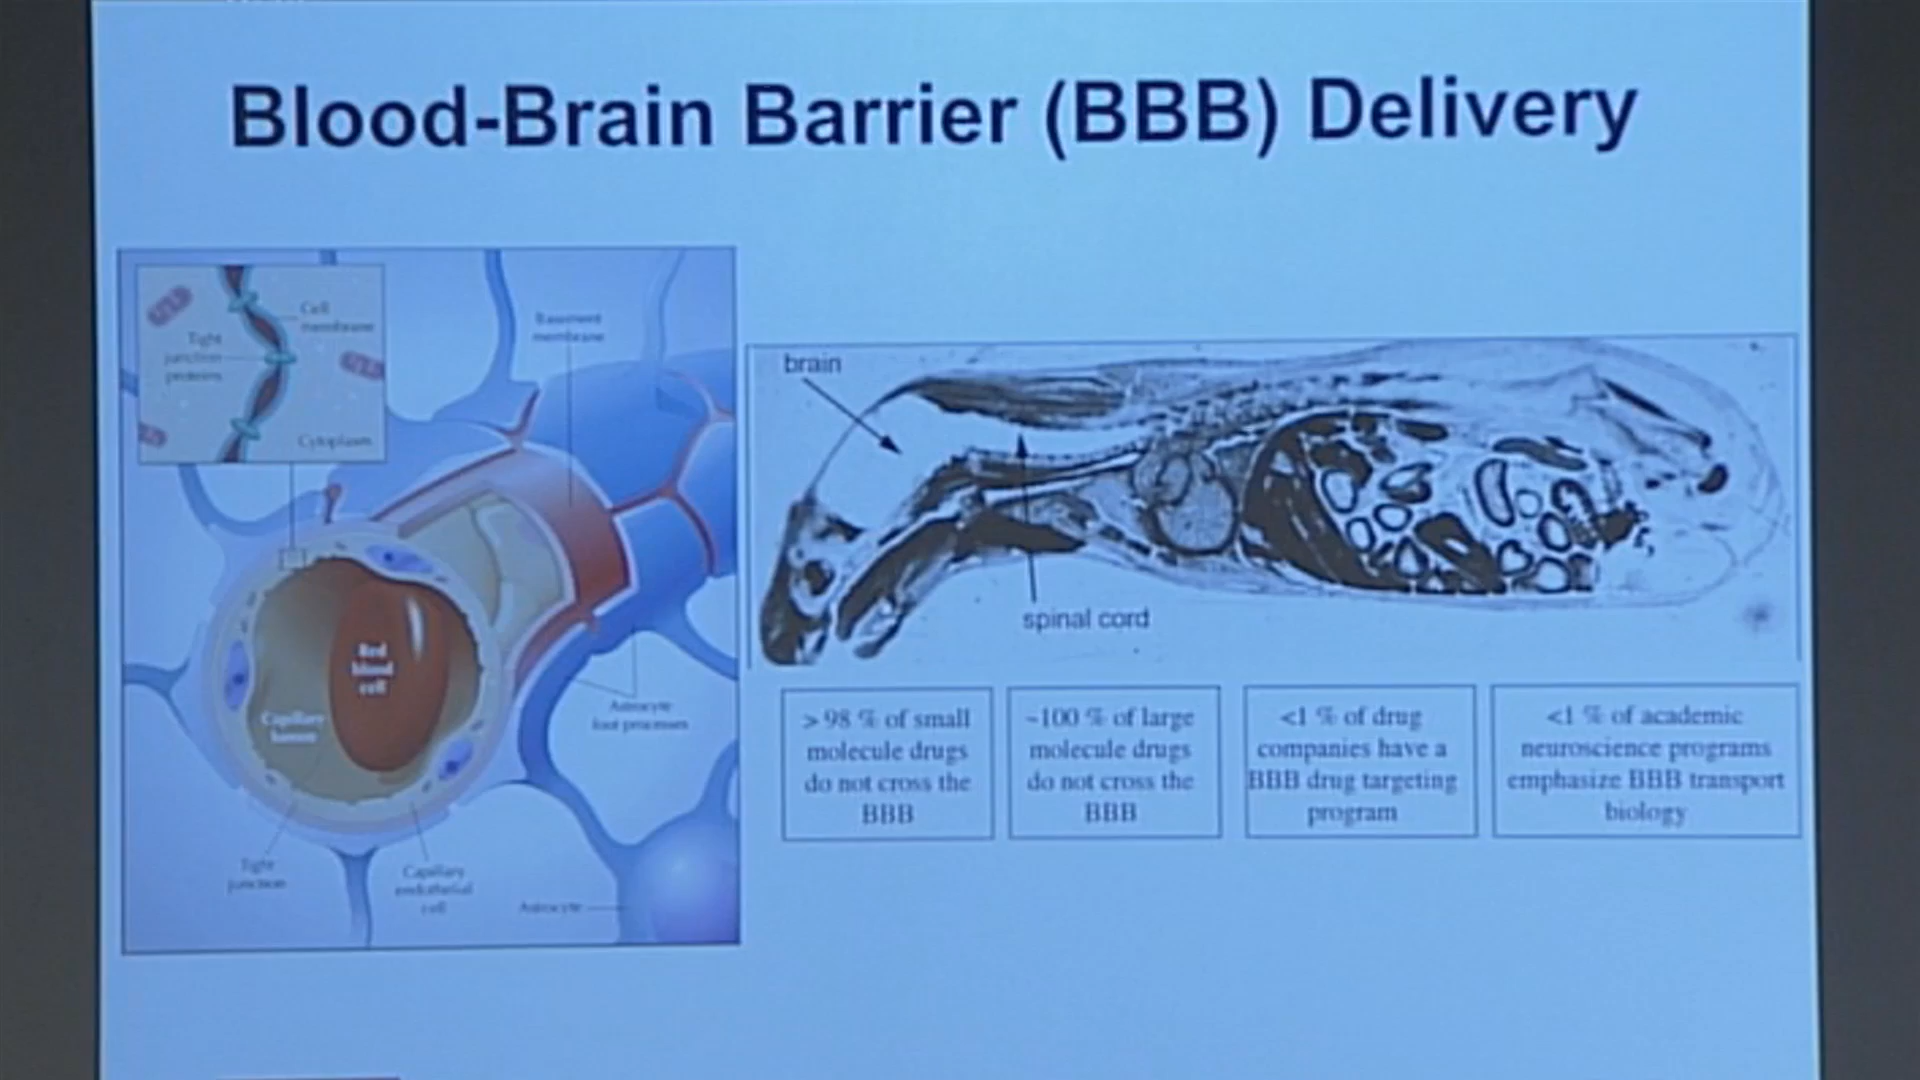 Blood-Brain Barrier (BBB) Delivery
Cell
membrane
Tight
junction
proteins
Cytoplasm
Basement
membrane
Red
blood
cell
Capillary
lumen
Astrocyte
foot processes
Tight
junction
Capillary
endothelial
cell
Astrocyte
brain
spinal cord
>98 % of small
molecule drugs
do not cross the
BBB
~100 % of large
molecule drugs
do not cross the
BBB
<1 % of drug
companies have a
BBB drug targeting
program
<1 % of academic
neuroscience programs
emphasize BBB transport
biology